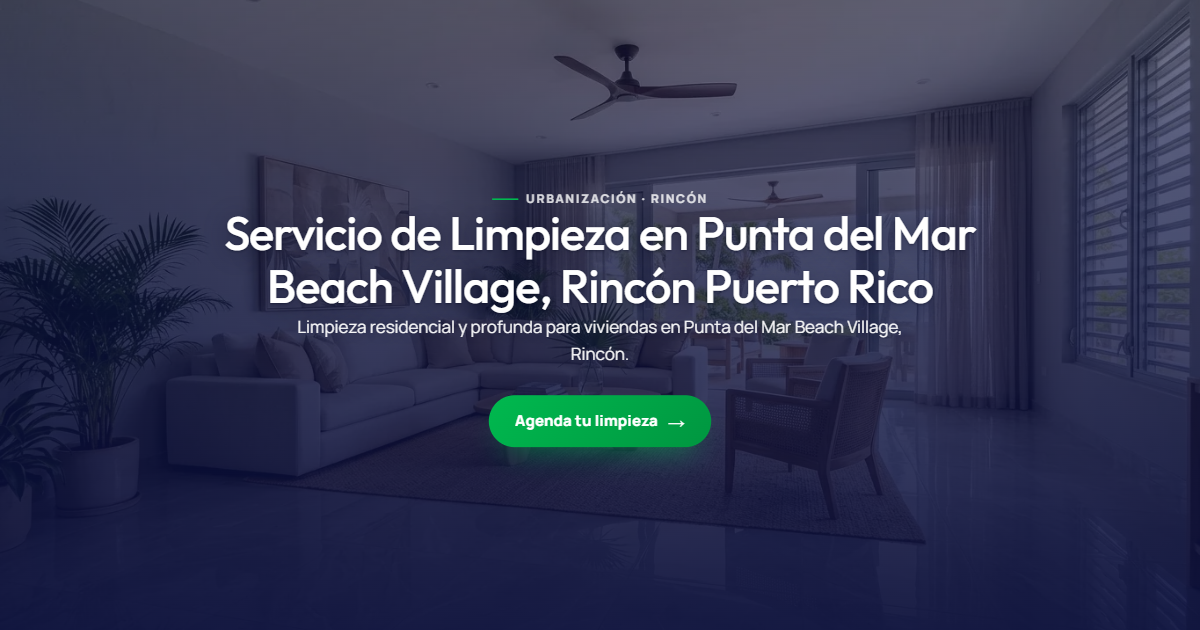 URBANIZACIÓN · RINCÓN
Servicio de Limpieza en Punta del Mar
Beach Village, Rincón Puerto Rico
Limpieza residencial y profunda para viviendas en Punta del Mar Beach Village,
Rincón.
Agenda tu limpieza →